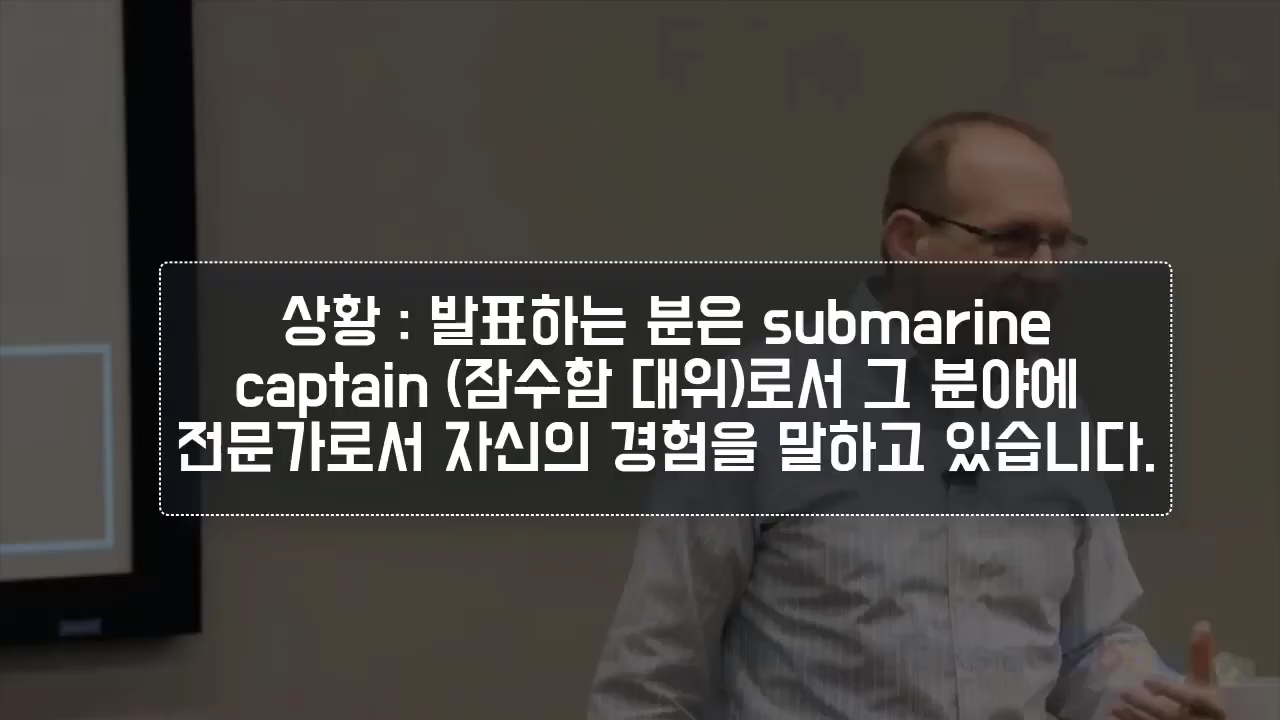 상황 : 발표하는 분은 submarine
captain (잠수함 대위)로서 그 분야에
전문가로서 자신의 경험을 말하고 있습니다.